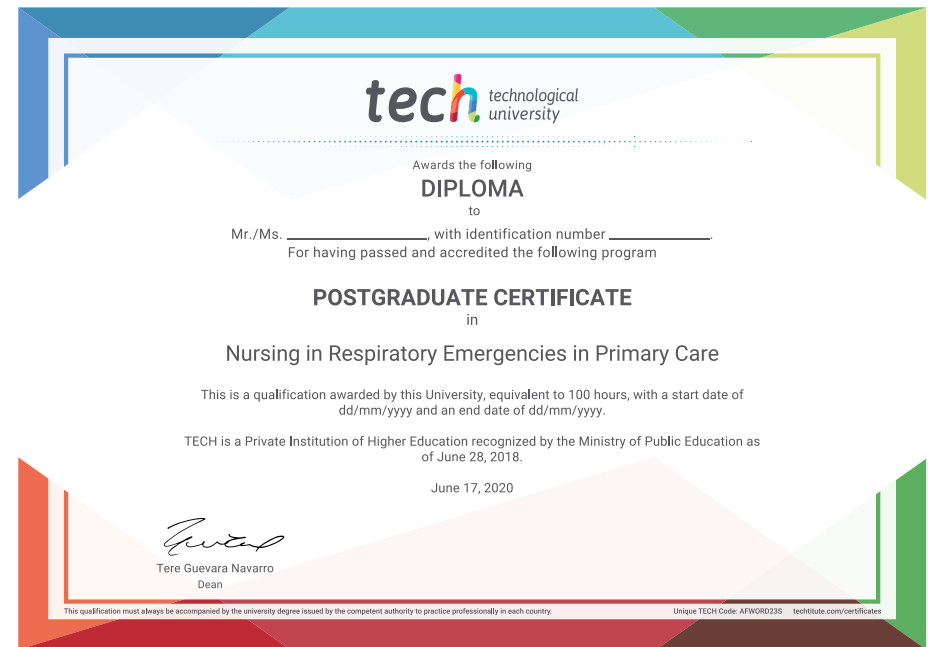 tech technological
university
Awards the following
DIPLOMA
to
Mr./Ms. __________________, with identification number _____________.
For having passed and accredited the following program
POSTGRADUATE CERTIFICATE
in
Nursing in Respiratory Emergencies in Primary Care
This is a qualification awarded by this University, equivalent to 100 hours, with a start date of
dd/mm/yyyy and an end date of dd/mm/yyyy.
TECH is a Private Institution of Higher Education recognized by the Ministry of Public Education as
of June 28, 2018.
June 17, 2020
Tere Guevara Navarro
Dean
This qualification must always be accompanied by the university degree issued by the competent authority to practice professionally in each country.
Unique TECH Code: AFWORD23S techtitute.com/certificates